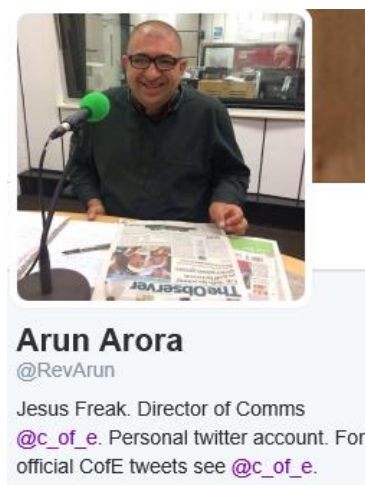 The Observer
Arun Arora
@RevArun
Jesus Freak. Director of Comms
@c_of_e. Personal twitter account. For
official CofE tweets see @c_of_e.